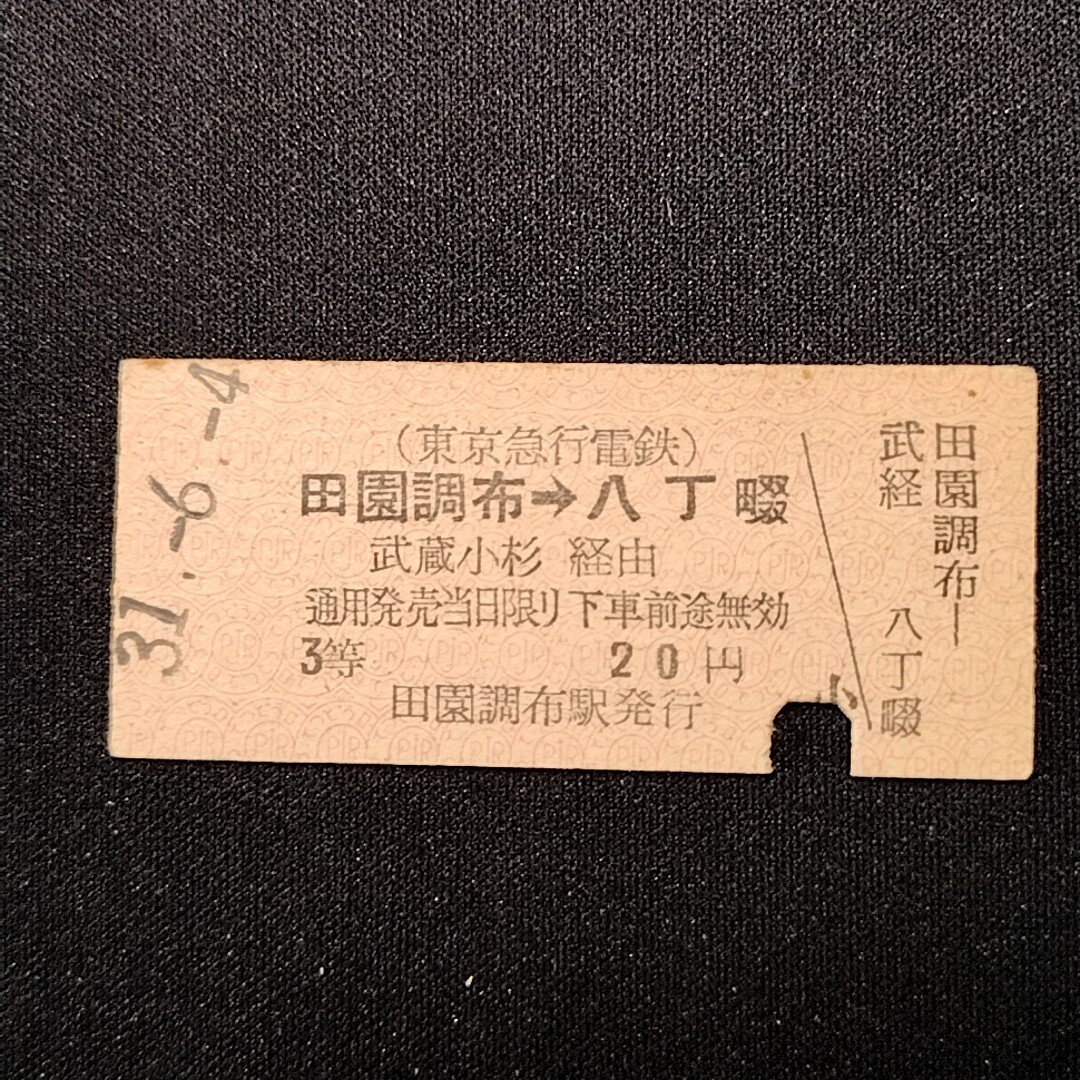 31.-6.-4
(東京急行電鉄)
田園調布➔八丁畷
武蔵小杉 経由
通用発売当日限り下車前途無効
3等 20円
田園調布駅発行
田園調布—
武経 八丁畷